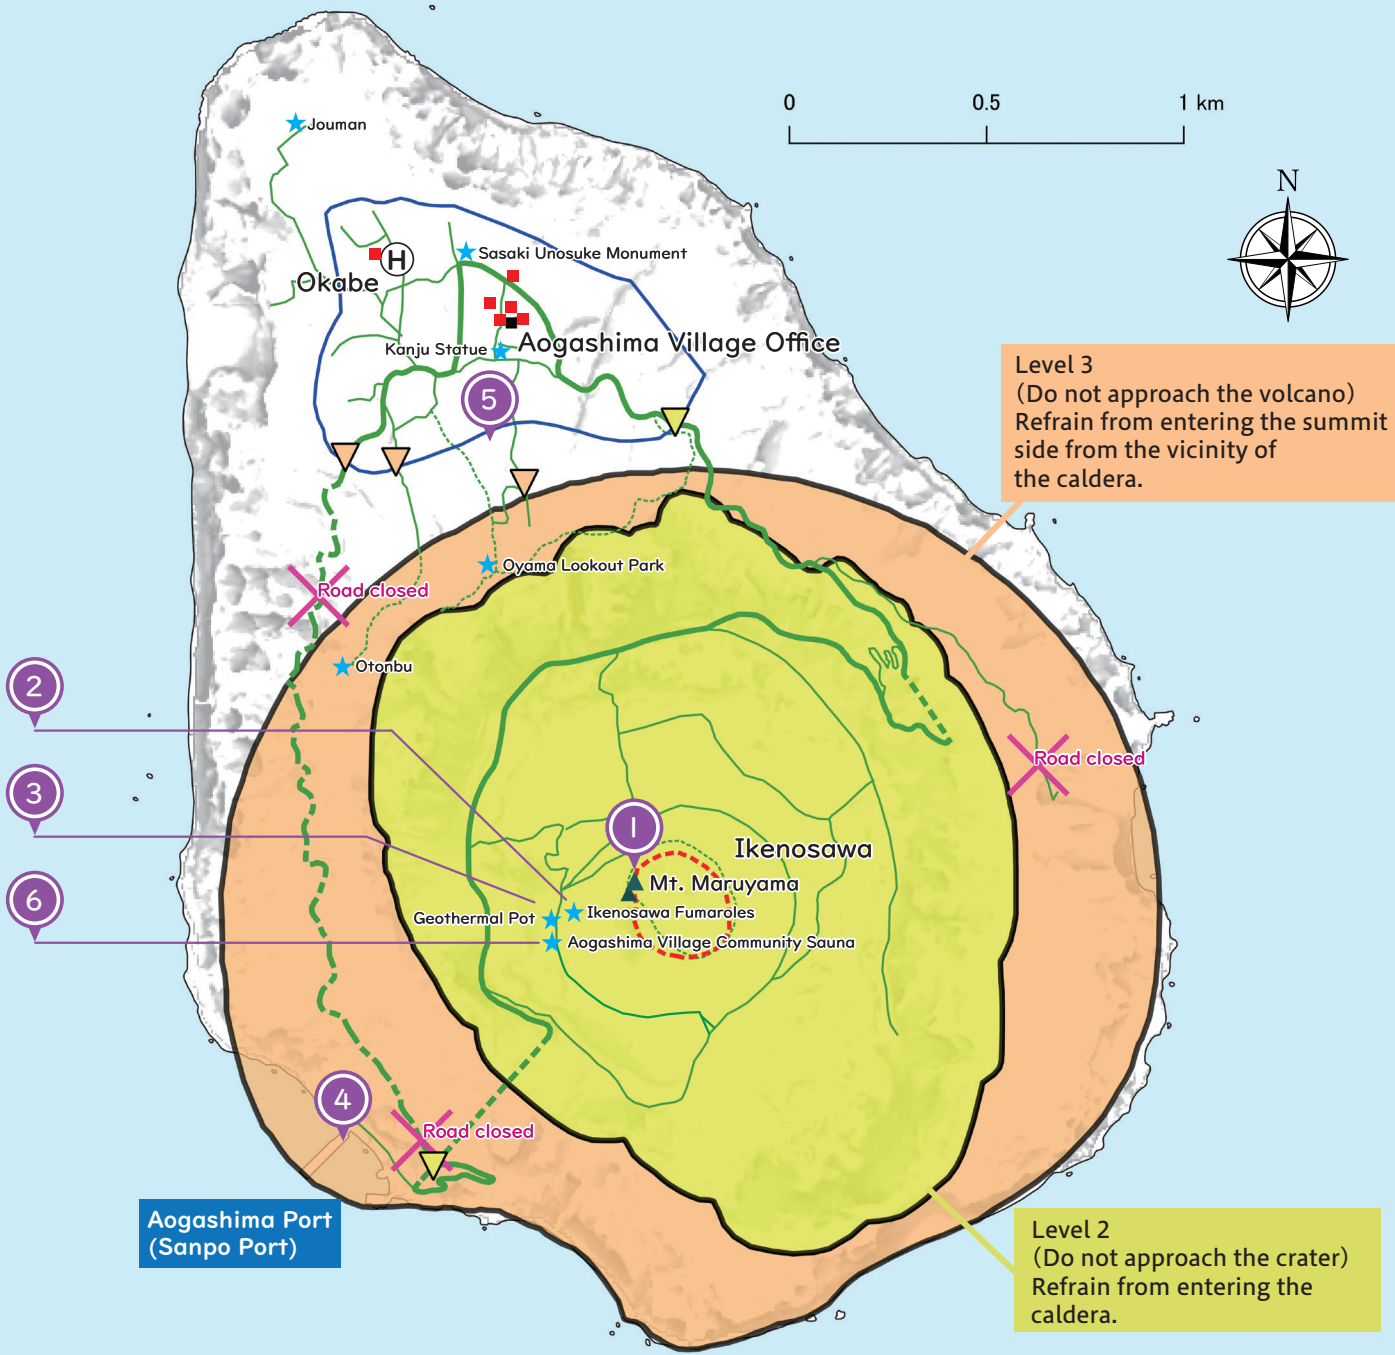 0
0.5
1 km
N
Jouman
Sasaki Unosuke Monument
H
Okabe
Aogashima Village Office
Kanju Statue
5
Level 3
(Do not approach the volcano)
Refrain from entering the summit
side from the vicinity of
the caldera.
Oyama Lookout Park
Road closed
Otonbu
2
Road closed
3
1
Ikenosawa
Mt. Maruyama
6
Ikenosawa Fumaroles
Geothermal Pot
Aogashima Village Community Sauna
4
Road closed
Aogashima Port
(Sanpo Port)
Level 2
(Do not approach the crater)
Refrain from entering the
caldera.